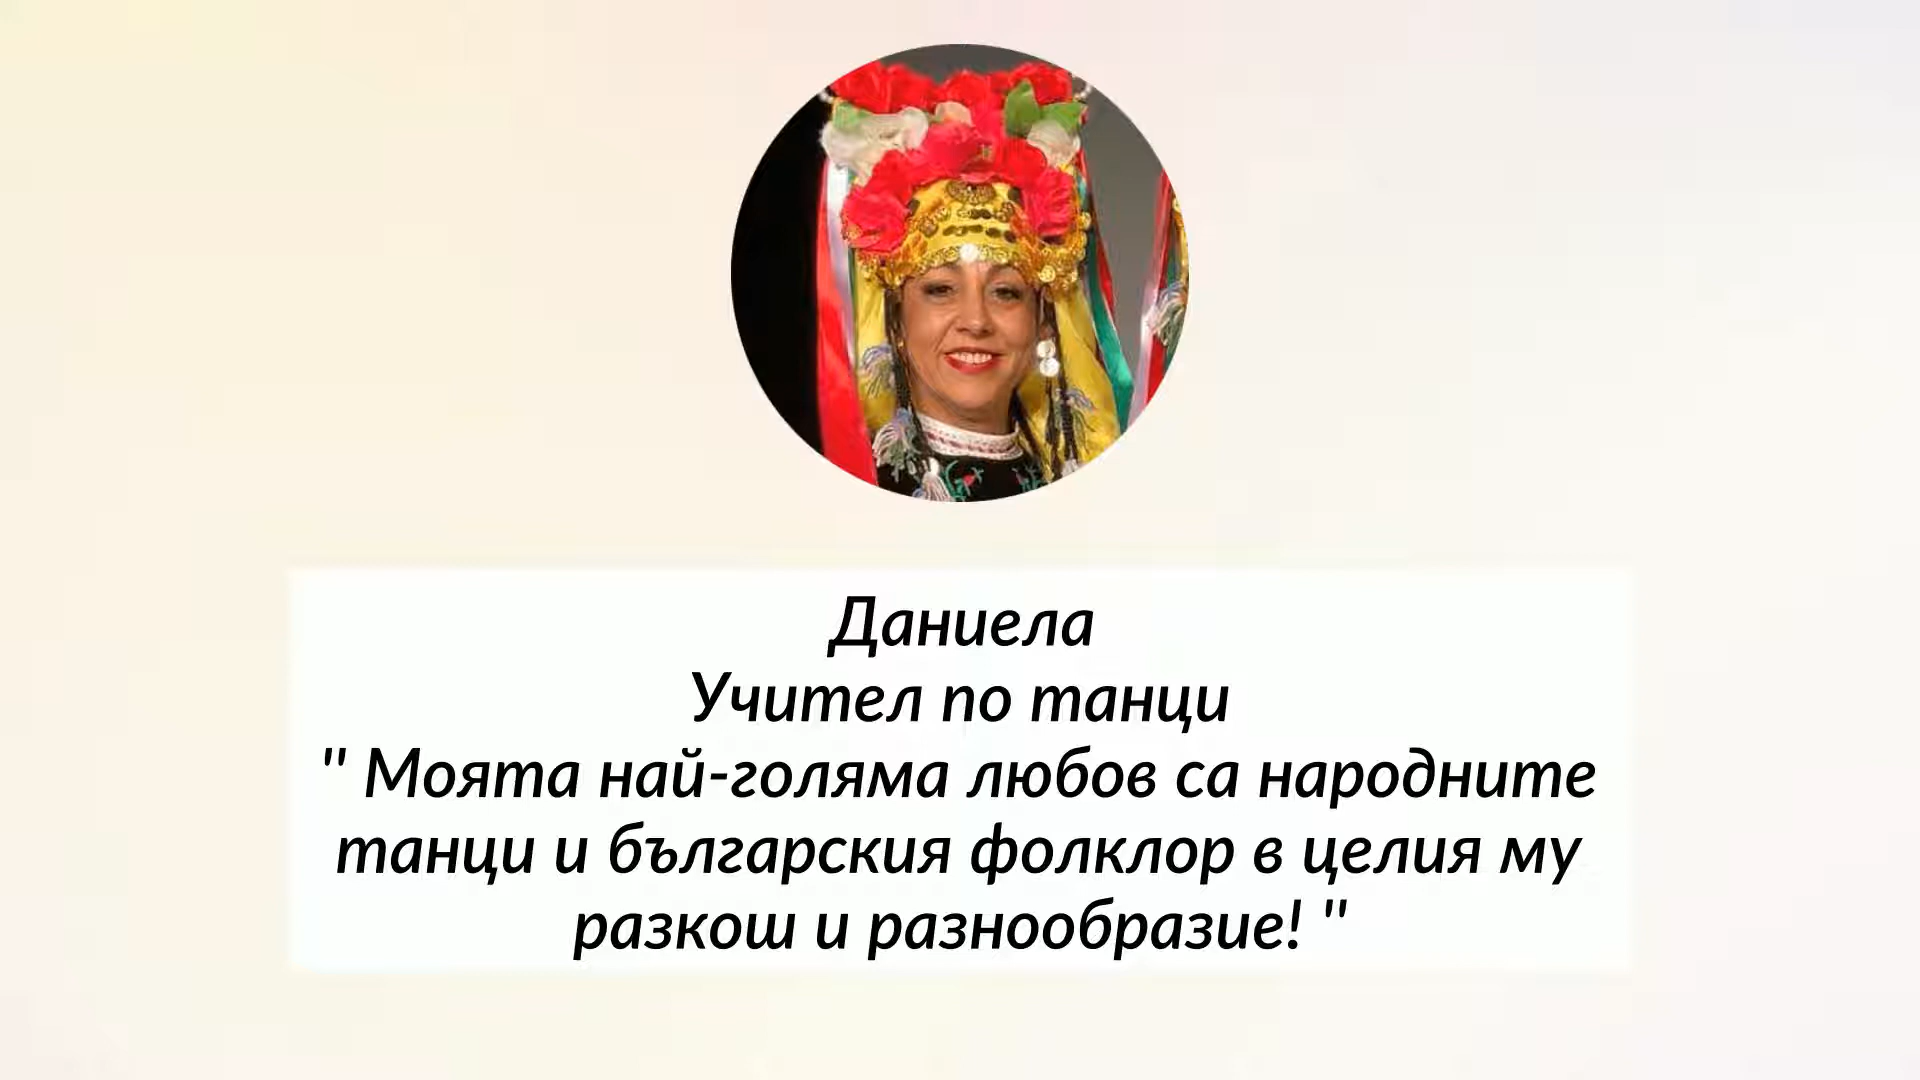 Даниела
Учител по танци
" Моята най-голяма любов са народните
танци и българския фолклор в целия му
разкош и разнообразие! "